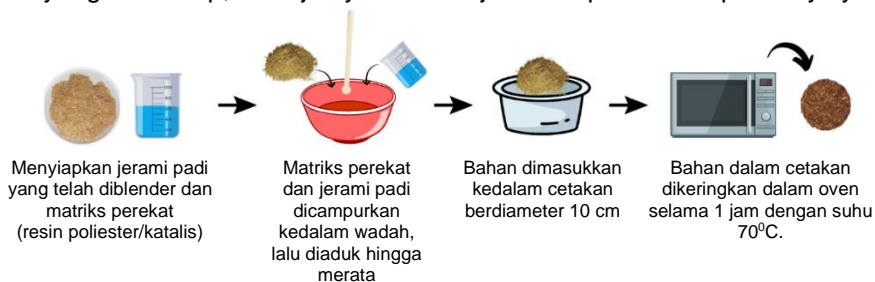 Menyiapkan jerami padi
yang telah diblender dan
matriks perekat
(resin poliester/katalis)
Matriks perekat
dan jerami padi
dicampurkan
kedalam wadah,
lalu diaduk hingga
merata
Bahan dimasukkan
kedalam cetakan
berdiameter 10 cm
Bahan dalam cetakan
dikeringkan dalam oven
selama 1 jam dengan suhu
70⁰C.